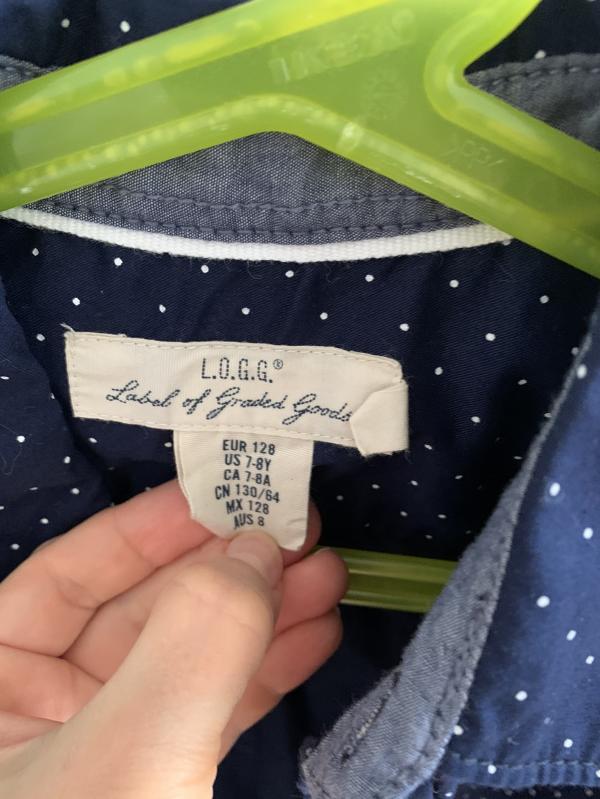 L.O.G.G.®
Label of Graded Goods
EUR 128
US 7-8Y
CA 7-8A
CN 130/64
MX 128
AUS 8